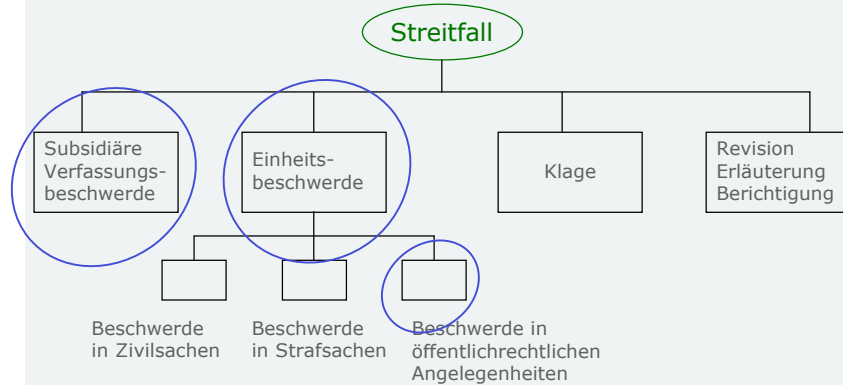 Streitfall
Subsidiäre
Verfassungs-
beschwerde
Einheits-
beschwerde
Klage
Revision
Erläuterung
Berichtigung
Beschwerde
in Zivilsachen
Beschwerde
in Strafsachen
Beschwerde in
öffentlichrechtlichen
Angelegenheiten